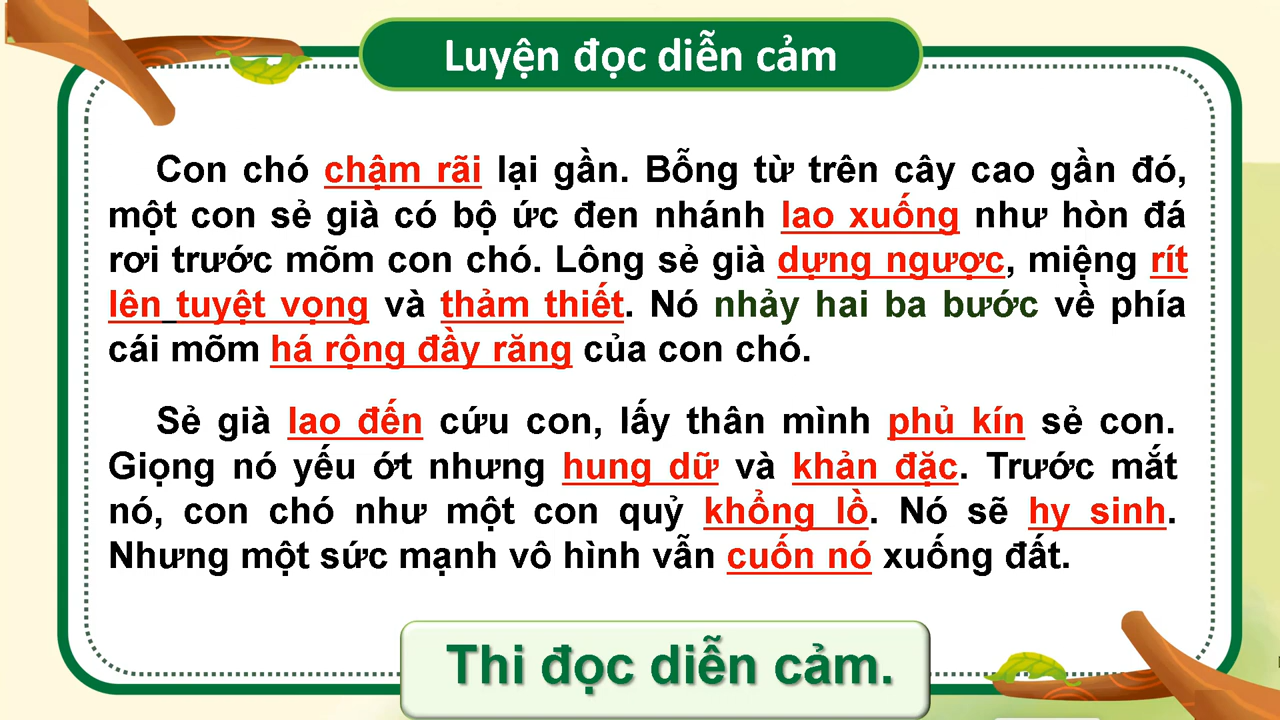 Luyện đọc diễn cảm
Con chó chậm rãi lại gần. Bỗng từ trên cây cao gần đó,
một con sẻ già có bộ ức đen nhánh lao xuống như hòn đá
rơi trước mõm con chó. Lông sẻ già dựng ngược, miệng rít
lên tuyệt vọng và thảm thiết. Nó nhảy hai ba bước về phía
cái mõm há rộng đầy răng của con chó.
Sẻ già lao đến cứu con, lấy thân mình phủ kín sẻ con.
Giọng nó yếu ớt nhưng hung dữ và khản đặc. Trước mắt
nó, con chó như một con quỷ khổng lồ. Nó sẽ hy sinh.
Nhưng một sức mạnh vô hình vẫn cuốn nó xuống đất.
Thi đọc diễn cảm.